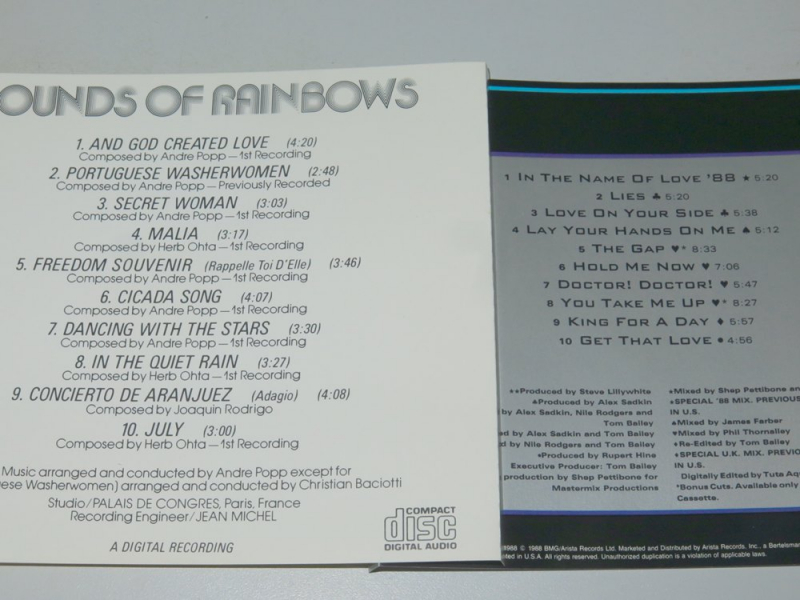 OUNDS OF RAINBOWS
1. AND GOD CREATED LOVE (4:20)
Composed by Andre Popp — 1st Recording
2. PORTUGUESE WASHERWOMEN (2:48)
Composed by Andre Popp — Previously Recorded
3. SECRET WOMAN (3:03)
Composed by Andre Popp — 1st Recording
4. MALIA (3:17)
Composed by Herb Ohta — 1st Recording
5. FREEDOM SOUVENIR (Rappelle Toi D'Elle) (3:46)
Composed by Andre Popp — 1st Recording
6. CICADA SONG (4:07)
Composed by Andre Popp — 1st Recording
7. DANCING WITH THE STARS (3:30)
Composed by Andre Popp — 1st Recording
8. IN THE QUIET RAIN (3:27)
Composed by Herb Ohta — 1st Recording
9. CONCIERTO DE ARANJUEZ (Adagio) (4:08)
Composed by Joaquin Rodrigo
10. JULY (3:00)
Composed by Herb Ohta — 1st Recording
Music arranged and conducted by Andre Popp except for
ese Washerwomen) arranged and conducted by Christian Baciotti
Studio/PALAIS DE CONGRES, Paris, France
Recording Engineer/JEAN MICHEL
A DIGITAL RECORDING
COMPACT
disc
DIGITAL AUDIO
1 IN THE NAME OF LOVE '88 ★ 5:20
2 LIES ♣ 5:20
3 LOVE ON YOUR SIDE ♣ 5:38
4 LAY YOUR HANDS ON ME ♠ 5:12
5 THE GAP ♥* 8:33
6 HOLD ME NOW ♥ 7:06
7 DOCTOR! DOCTOR! ♥ 5:47
8 YOU TAKE ME UP ♥* 8:27
9 KING FOR A DAY ♦ 5:57
10 GET THAT LOVE ● 4:56
Produced by Steve Lillywhite
Produced by Alex Sadkin
by Alex Sadkin, Nile Rodgers and
Tom Bailey
d by Alex Sadkin and Tom Bailey
d by Nile Rodgers and Tom Bailey
Produced by Rupert Hine
Executive Producer: Tom Bailey
production by Shep Pettibone for
Mastermix Productions
Mixed by Shep Pettibone an
SPECIAL '88 MIX. PREVIOUS
IN U.S.
Mixed by James Farber
Mixed by Phil Thornalley
Re-Edited by Tom Bailey
SPECIAL U.K. MIX. PREVIO
IN U.S.
Digitally Edited by Tuta Aq
*Bonus Cuts. Available only
Cassette.
1988 © 1988 BMG/Arista Records Ltd. Marketed and Distributed by Arista Records, Inc., a Bertelsman
ted in U.S.A. All rights reserved. Unauthorized duplication is a violation of applicable laws.